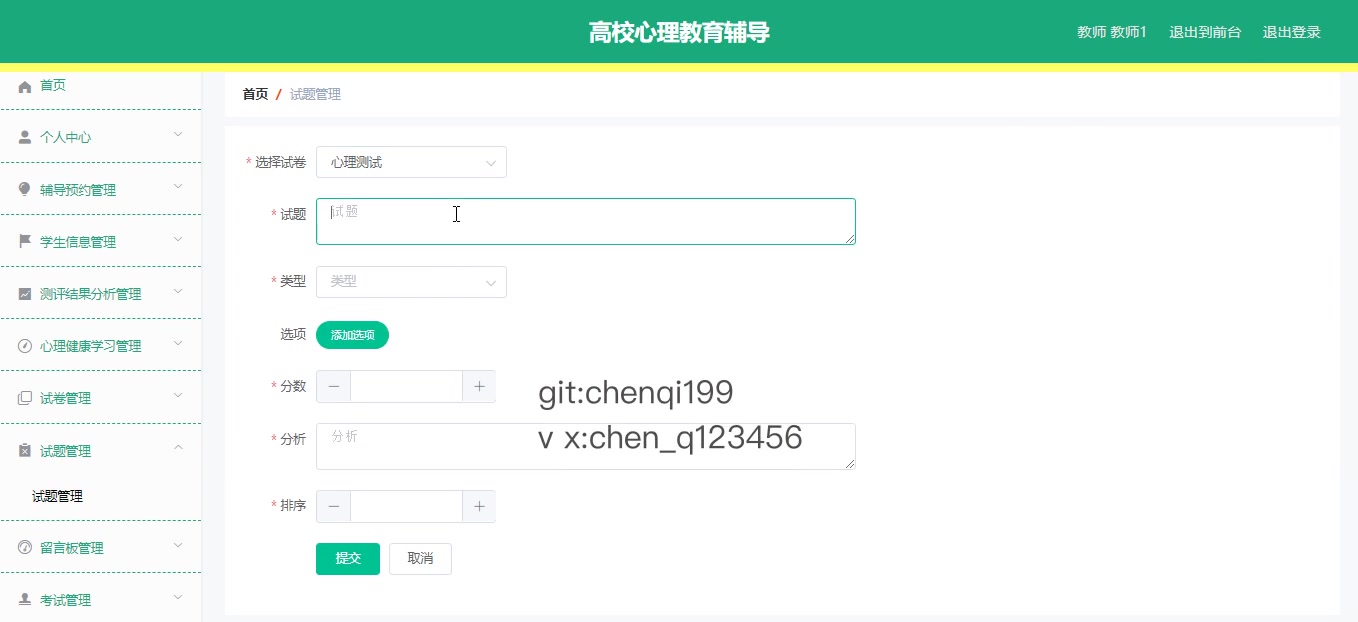 高校心理教育辅导
教师 教师1 退出到前台 退出登录
首页
个人中心
辅导预约管理
学生信息管理
测评结果分析管理
心理健康学习管理
试卷管理
试题管理
试题管理
留言板管理
考试管理
首页 / 试题管理
* 选择试卷 心理测试
* 试题 试题
* 类型 类型
选项 添加选项
* 分数 − +
git:chenqi199
* 分析 分析
v x:chen_q123456
* 排序 − +
提交 取消